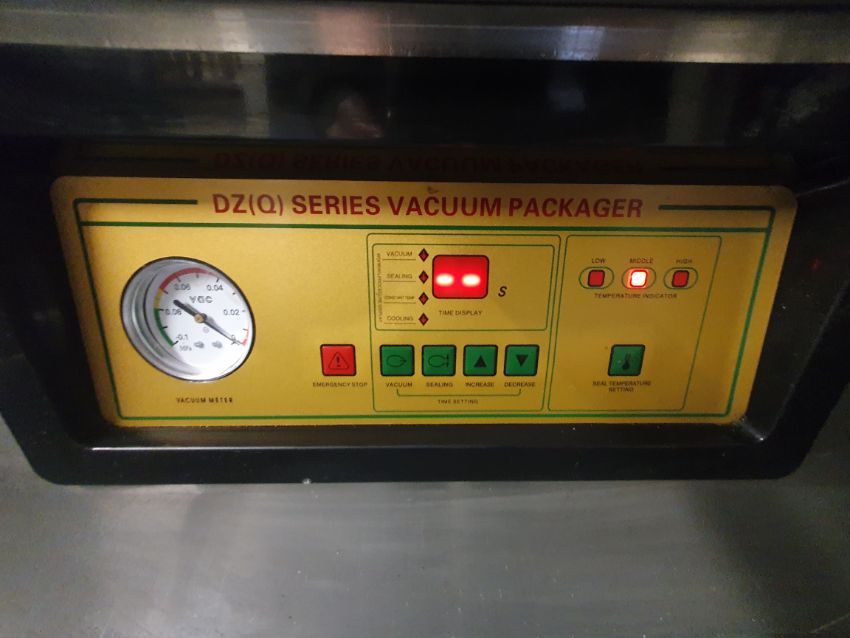 DZ(Q) SERIES VACUUM PACKAGER
0.06 0.04
0.08 0.02
-0.1 0
VACUUM METER
EMERGENCY STOP
VACUUM
SEALING
CONSTANT TEMP
COOLING
-- S
TIME DISPLAY
VACUUM SEALING INCREASE DECREASE
TIME SETTING
LOW MIDDLE HIGH
TEMPERATURE INDICATOR
SEAL TEMPERATURE
SETTING